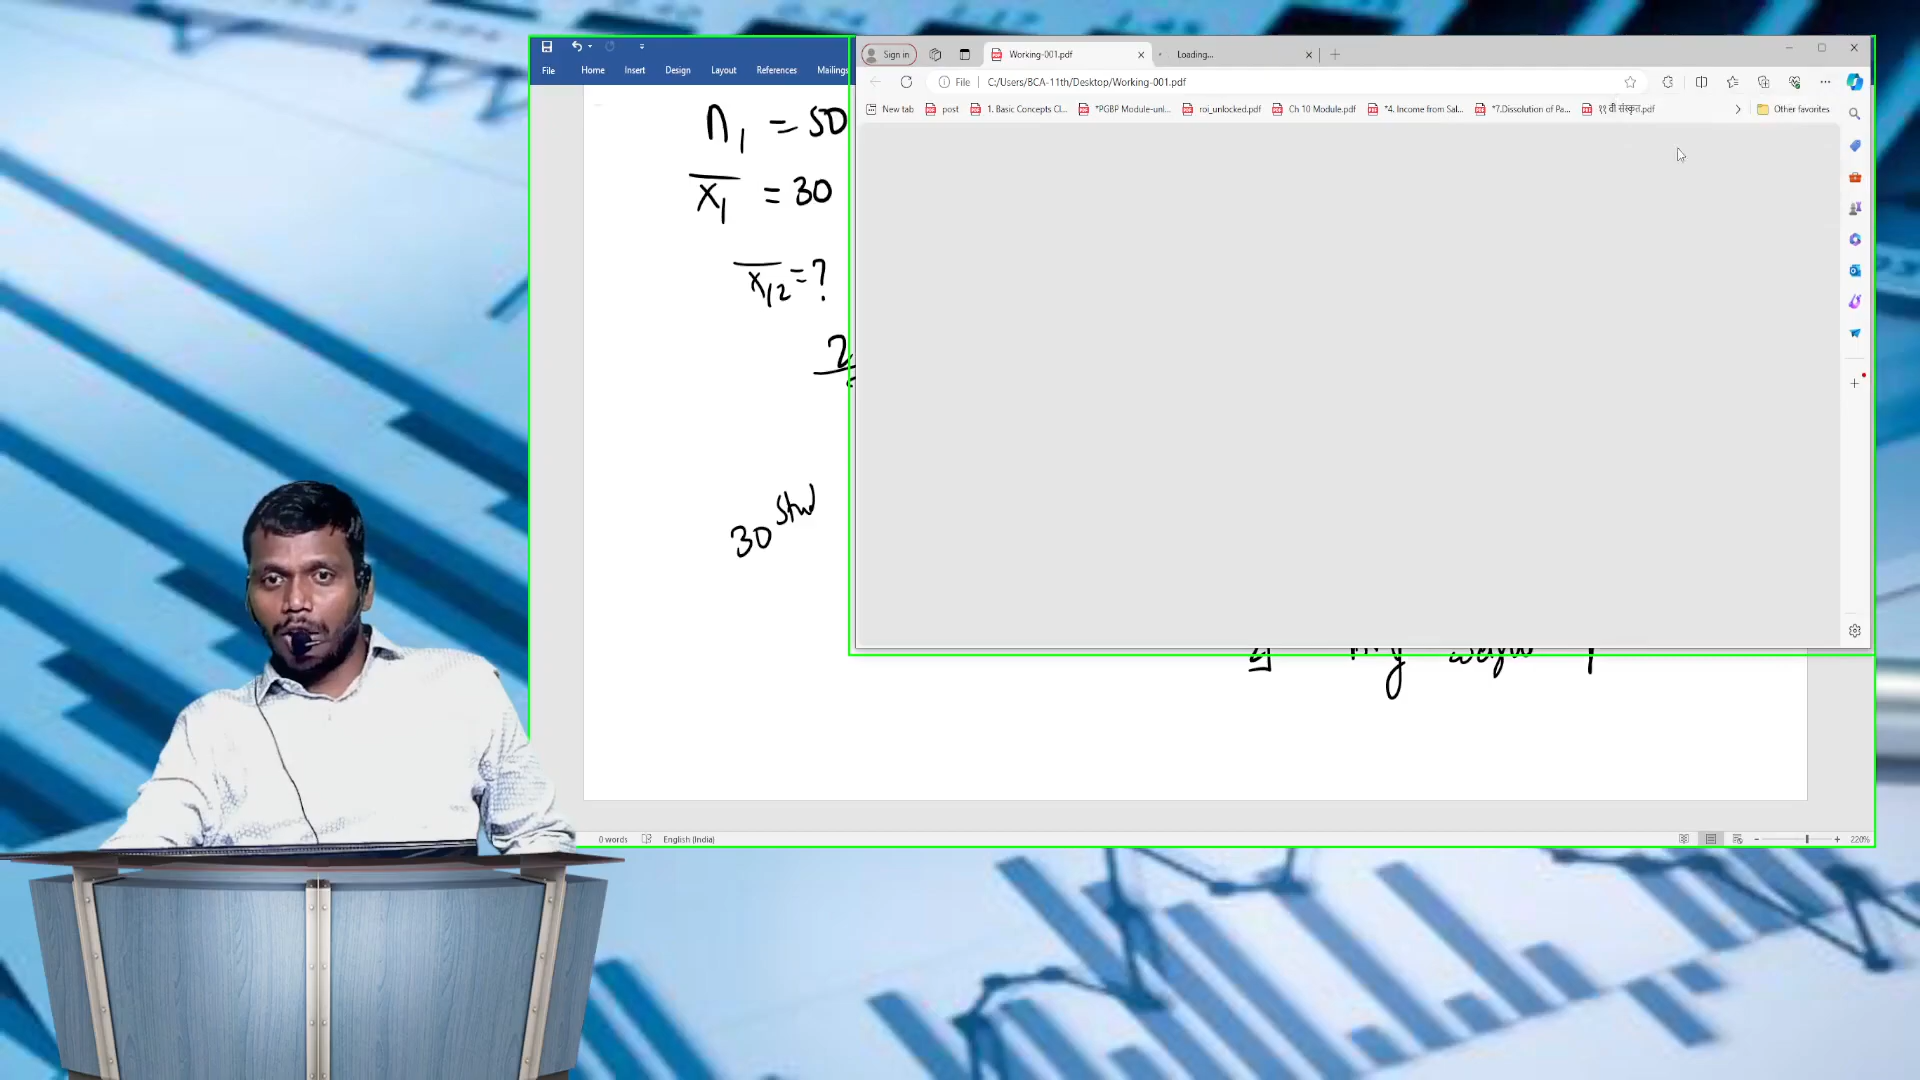 File Home Insert Design Layout References Mailings
Sign in Working-001.pdf Loading...
File C:/Users/BCA-11th/Desktop/Working-001.pdf
New tab post 1. Basic Concepts Cl... *PGBP Module-unl... roi_unlocked.pdf Ch 10 Module.pdf *4. Income from Sal... *7.Dissolution of Pa... ११ वी संस्कृत.pdf Other favorites
n₁ = 50
x̄₁ = 30
x̄₁₂ = ?
2
30 stud
0 words English (India) 220%